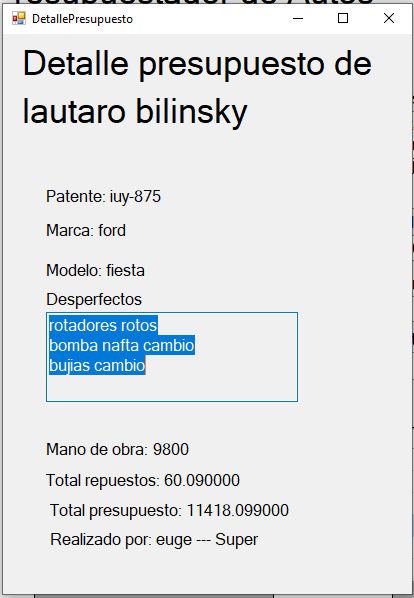 DetallePresupuesto
Detalle presupuesto de
lautaro bilinsky
Patente: iuy-875
Marca: ford
Modelo: fiesta
Desperfectos
rotadores rotos
bomba nafta cambio
bujias cambio
Mano de obra: 9800
Total repuestos: 60.090000
Total presupuesto: 11418.099000
Realizado por: euge --- Super